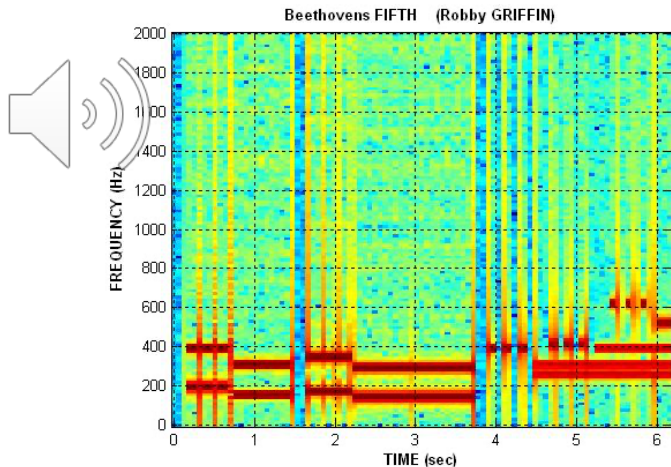 Beethovens FIFTH (Robby GRIFFIN)
2000
1800
1600
1400
1200
1000
800
600
400
200
0
FREQUENCY (Hz)
0 1 2 3 4 5 6
TIME (sec)